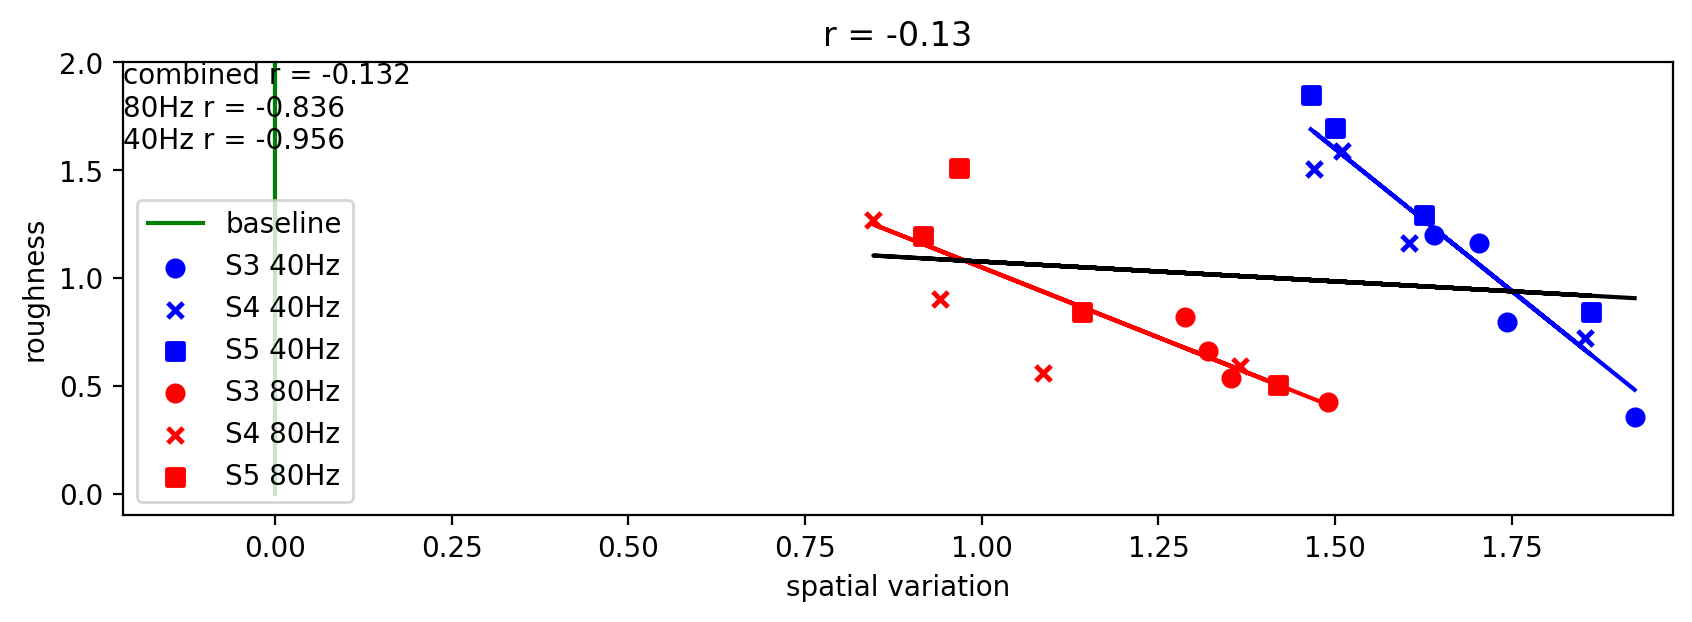 r = -0.13
combined r = -0.132
80Hz r = -0.836
40Hz r = -0.956
2.0
1.5
1.0
0.5
0.0
roughness
baseline
S3 40Hz
S4 40Hz
S5 40Hz
S3 80Hz
S4 80Hz
S5 80Hz
0.00 0.25 0.50 0.75 1.00 1.25 1.50 1.75
spatial variation